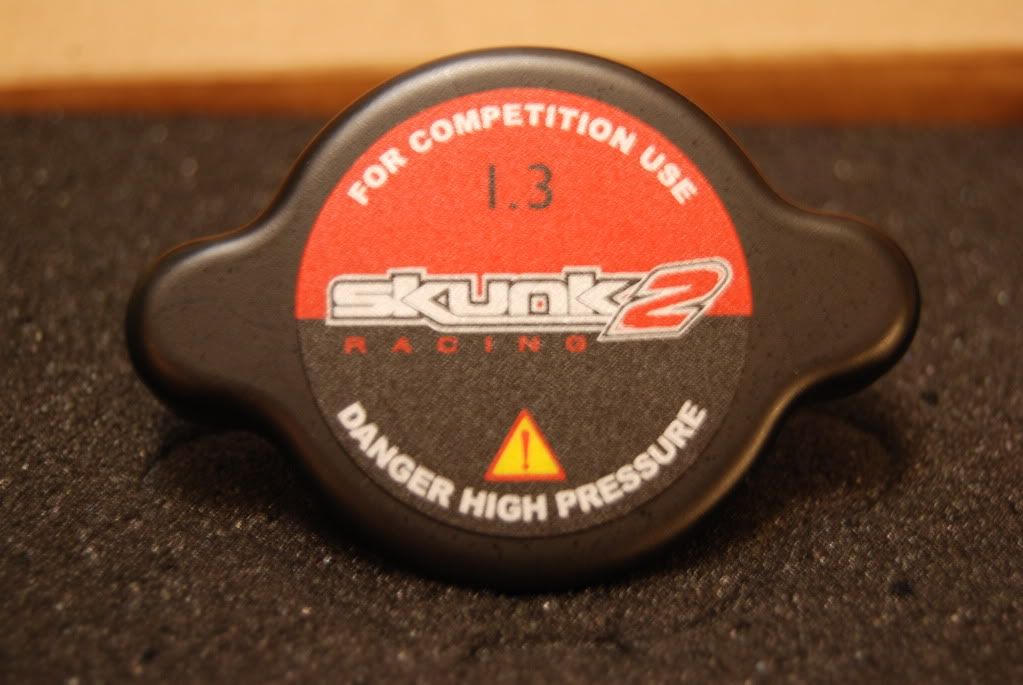 FOR COMPETITION USE
1.3
skunk2
RACING
DANGER HIGH PRESSURE